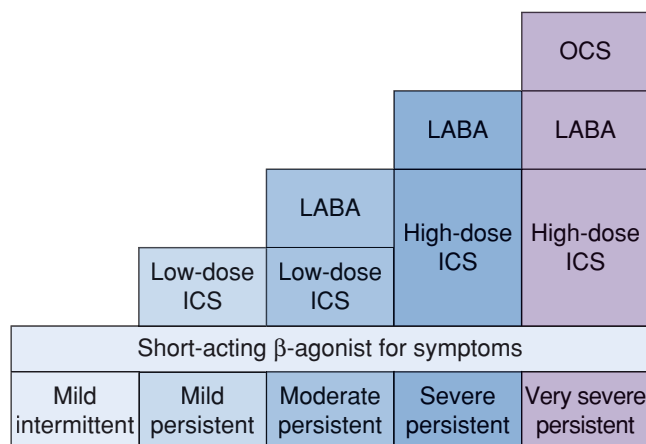 OCS
LABA
LABA
LABA
High-dose
ICS
High-dose
ICS
Low-dose
ICS
Low-dose
ICS
Short-acting β-agonist for symptoms
Mild
intermittent
Mild
persistent
Moderate
persistent
Severe
persistent
Very severe
persistent